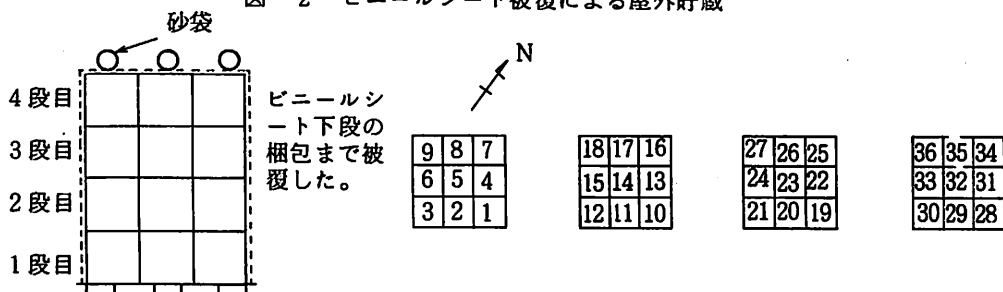 図 2 ビニールシート被覆による屋外貯蔵
砂袋
4段目
3段目
2段目
1段目
ビニールシ
ート下段の
梱包まで被
覆した。
N
9 8 7
6 5 4
3 2 1
18 17 16
15 14 13
12 11 10
27 26 25
24 23 22
21 20 19
36 35 34
33 32 31
30 29 28